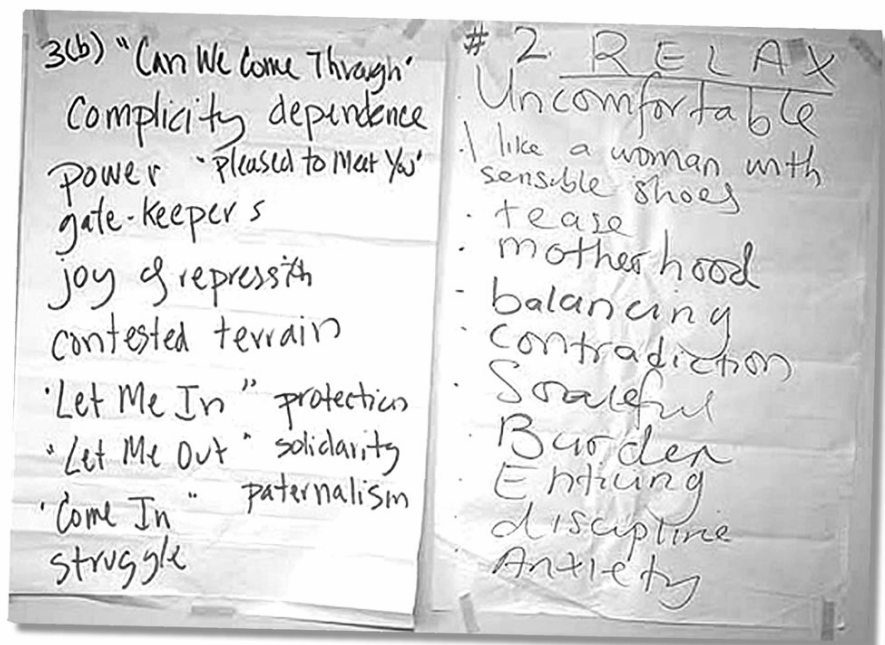 3(b) "Can We Come Through'
Complicity dependence
power 'Pleased to Meet You'
gate-keepers
joy of repression
contested terrain
'Let Me In" protection
"Let Me Out" solidarity
'Come In" paternalism
struggle
# 2 RELAX
Uncomfortable
· I like a woman with
sensible shoes
· tease
· motherhood
- balancing
· Contradiction
·
· Burden
· Enticing
· discipline
· Anxiety